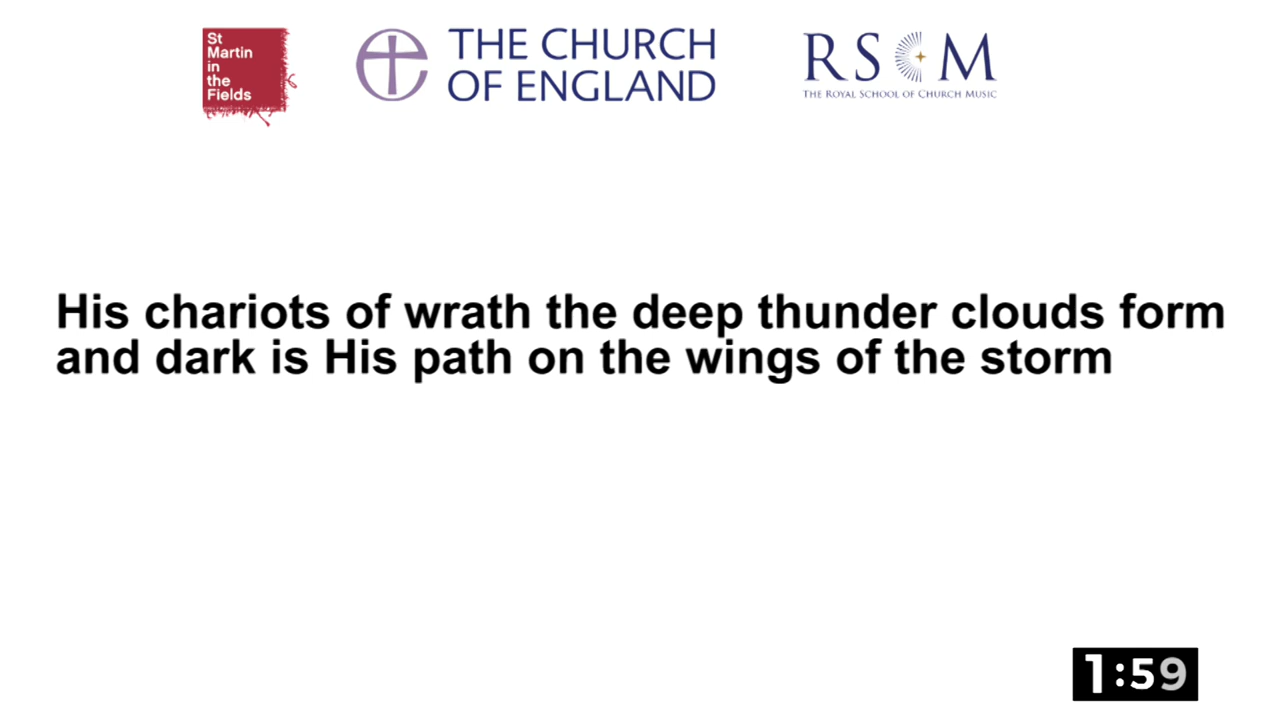 St
Martin
in
the
Fields
THE CHURCH
OF ENGLAND
RSCM
THE ROYAL SCHOOL OF CHURCH MUSIC
His chariots of wrath the deep thunder clouds form
and dark is His path on the wings of the storm
1:59